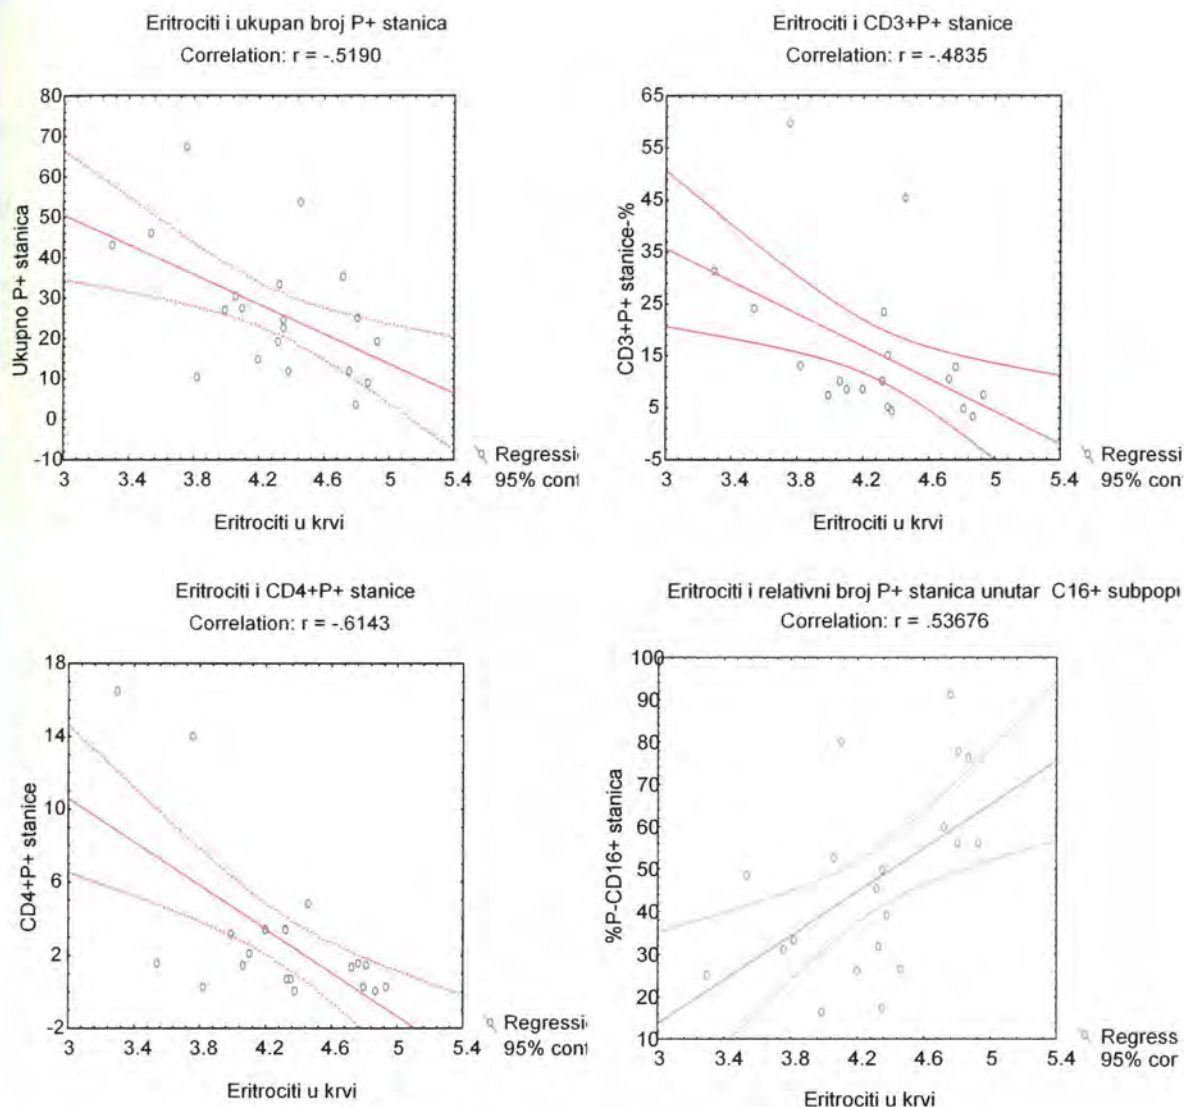 Eritrociti i ukupan broj P+ stanica
Correlation: r = -.5190
80
70
60
50
40
30
20
10
0
-10
Ukupno P+ stanica
3
3.4
3.8
4.2
4.6
5
5.4
Eritrociti u krvi
Regressi
95% conf
Eritrociti i CD3+P+ stanice
Correlation: r = -.4835
65
55
45
35
25
15
5
-5
CD3+P+ stanice-%
3
3.4
3.8
4.2
4.6
5
5.4
Eritrociti u krvi
Regressi
95% conf
Eritrociti i CD4+P+ stanice
Correlation: r = -.6143
18
14
10
6
2
-2
CD4+P+ stanice
3
3.4
3.8
4.2
4.6
5
5.4
Eritrociti u krvi
Regressi
95% conf
Eritrociti i relativni broj P+ stanica unutar C16+ subpopu
Correlation: r = .53676
100
90
80
70
60
50
40
30
20
10
%P-CD16+ stanica
3
3.4
3.8
4.2
4.6
5
5.4
Eritrociti u krvi
Regress
95% cor